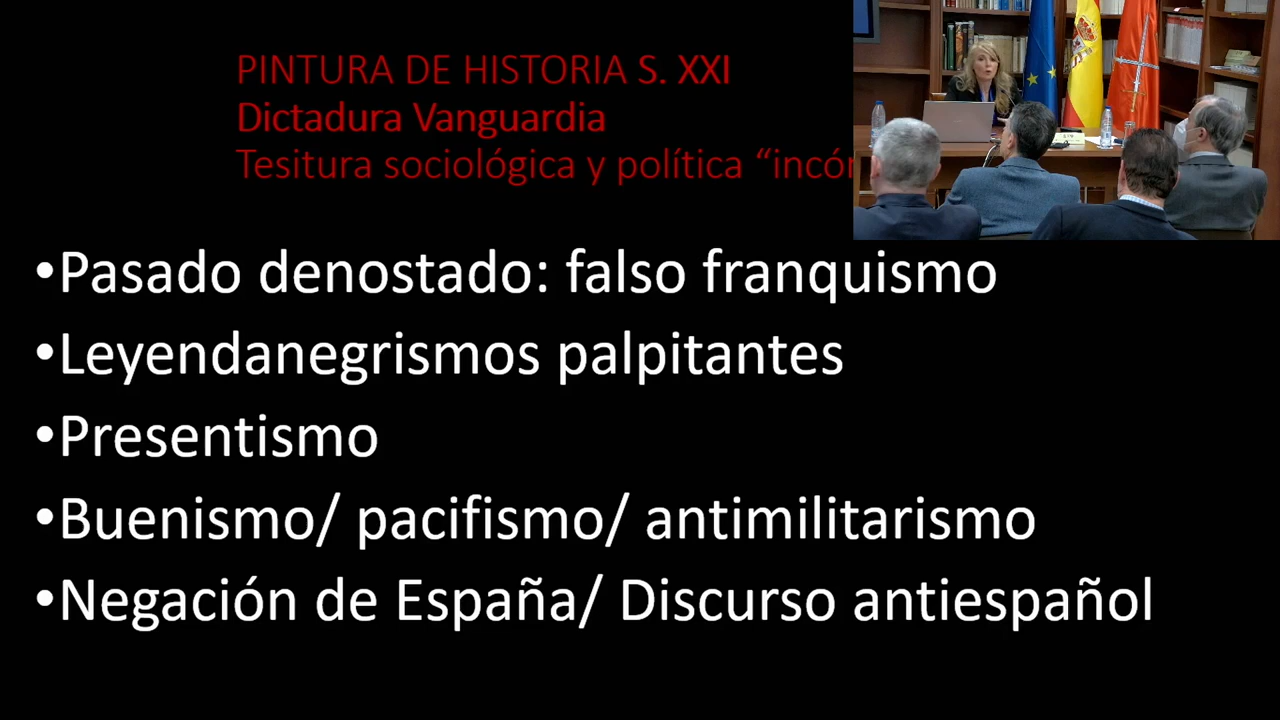 PINTURA DE HISTORIA S. XXI
Dictadura Vanguardia
Tesitura sociológica y política
•Pasado denostado: falso franquismo
•Leyendanegrismos palpitantes
•Presentismo
•Buenismo/ pacifismo/ antimilitarismo
•Negación de España/ Discurso antiespañol